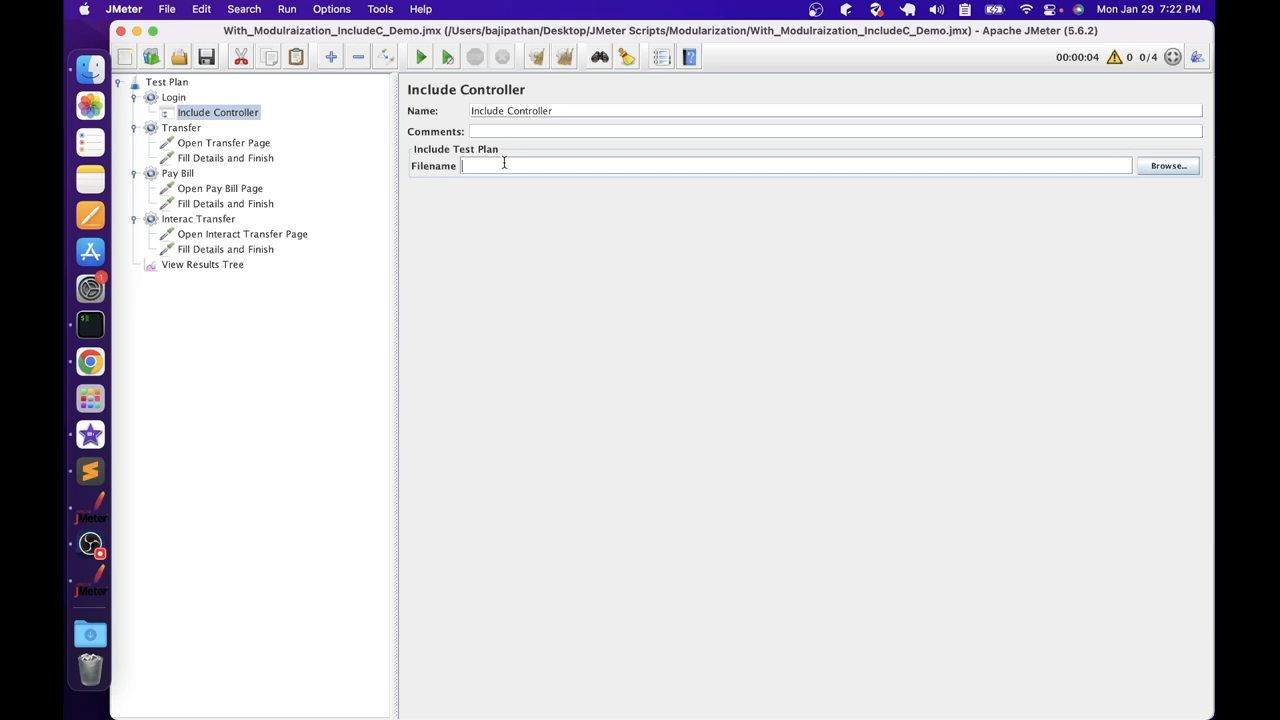 JMeter File Edit Search Run Options Tools Help Mon Jan 29 7:22 PM
With_Modulraization_IncludeC_Demo.jmx (/Users/bajipathan/Desktop/JMeter Scripts/Modularization/With_Modulraization_IncludeC_Demo.jmx) - Apache JMeter (5.6.2)
00:00:04 0 0/4
Test Plan
Login
Include Controller
Transfer
Open Transfer Page
Fill Details and Finish
Pay Bill
Open Pay Bill Page
Fill Details and Finish
Interac Transfer
Open Interact Transfer Page
Fill Details and Finish
View Results Tree
Include Controller
Name: Include Controller
Comments:
Include Test Plan
Filename Browse...
1
$
JMeter
JMeter